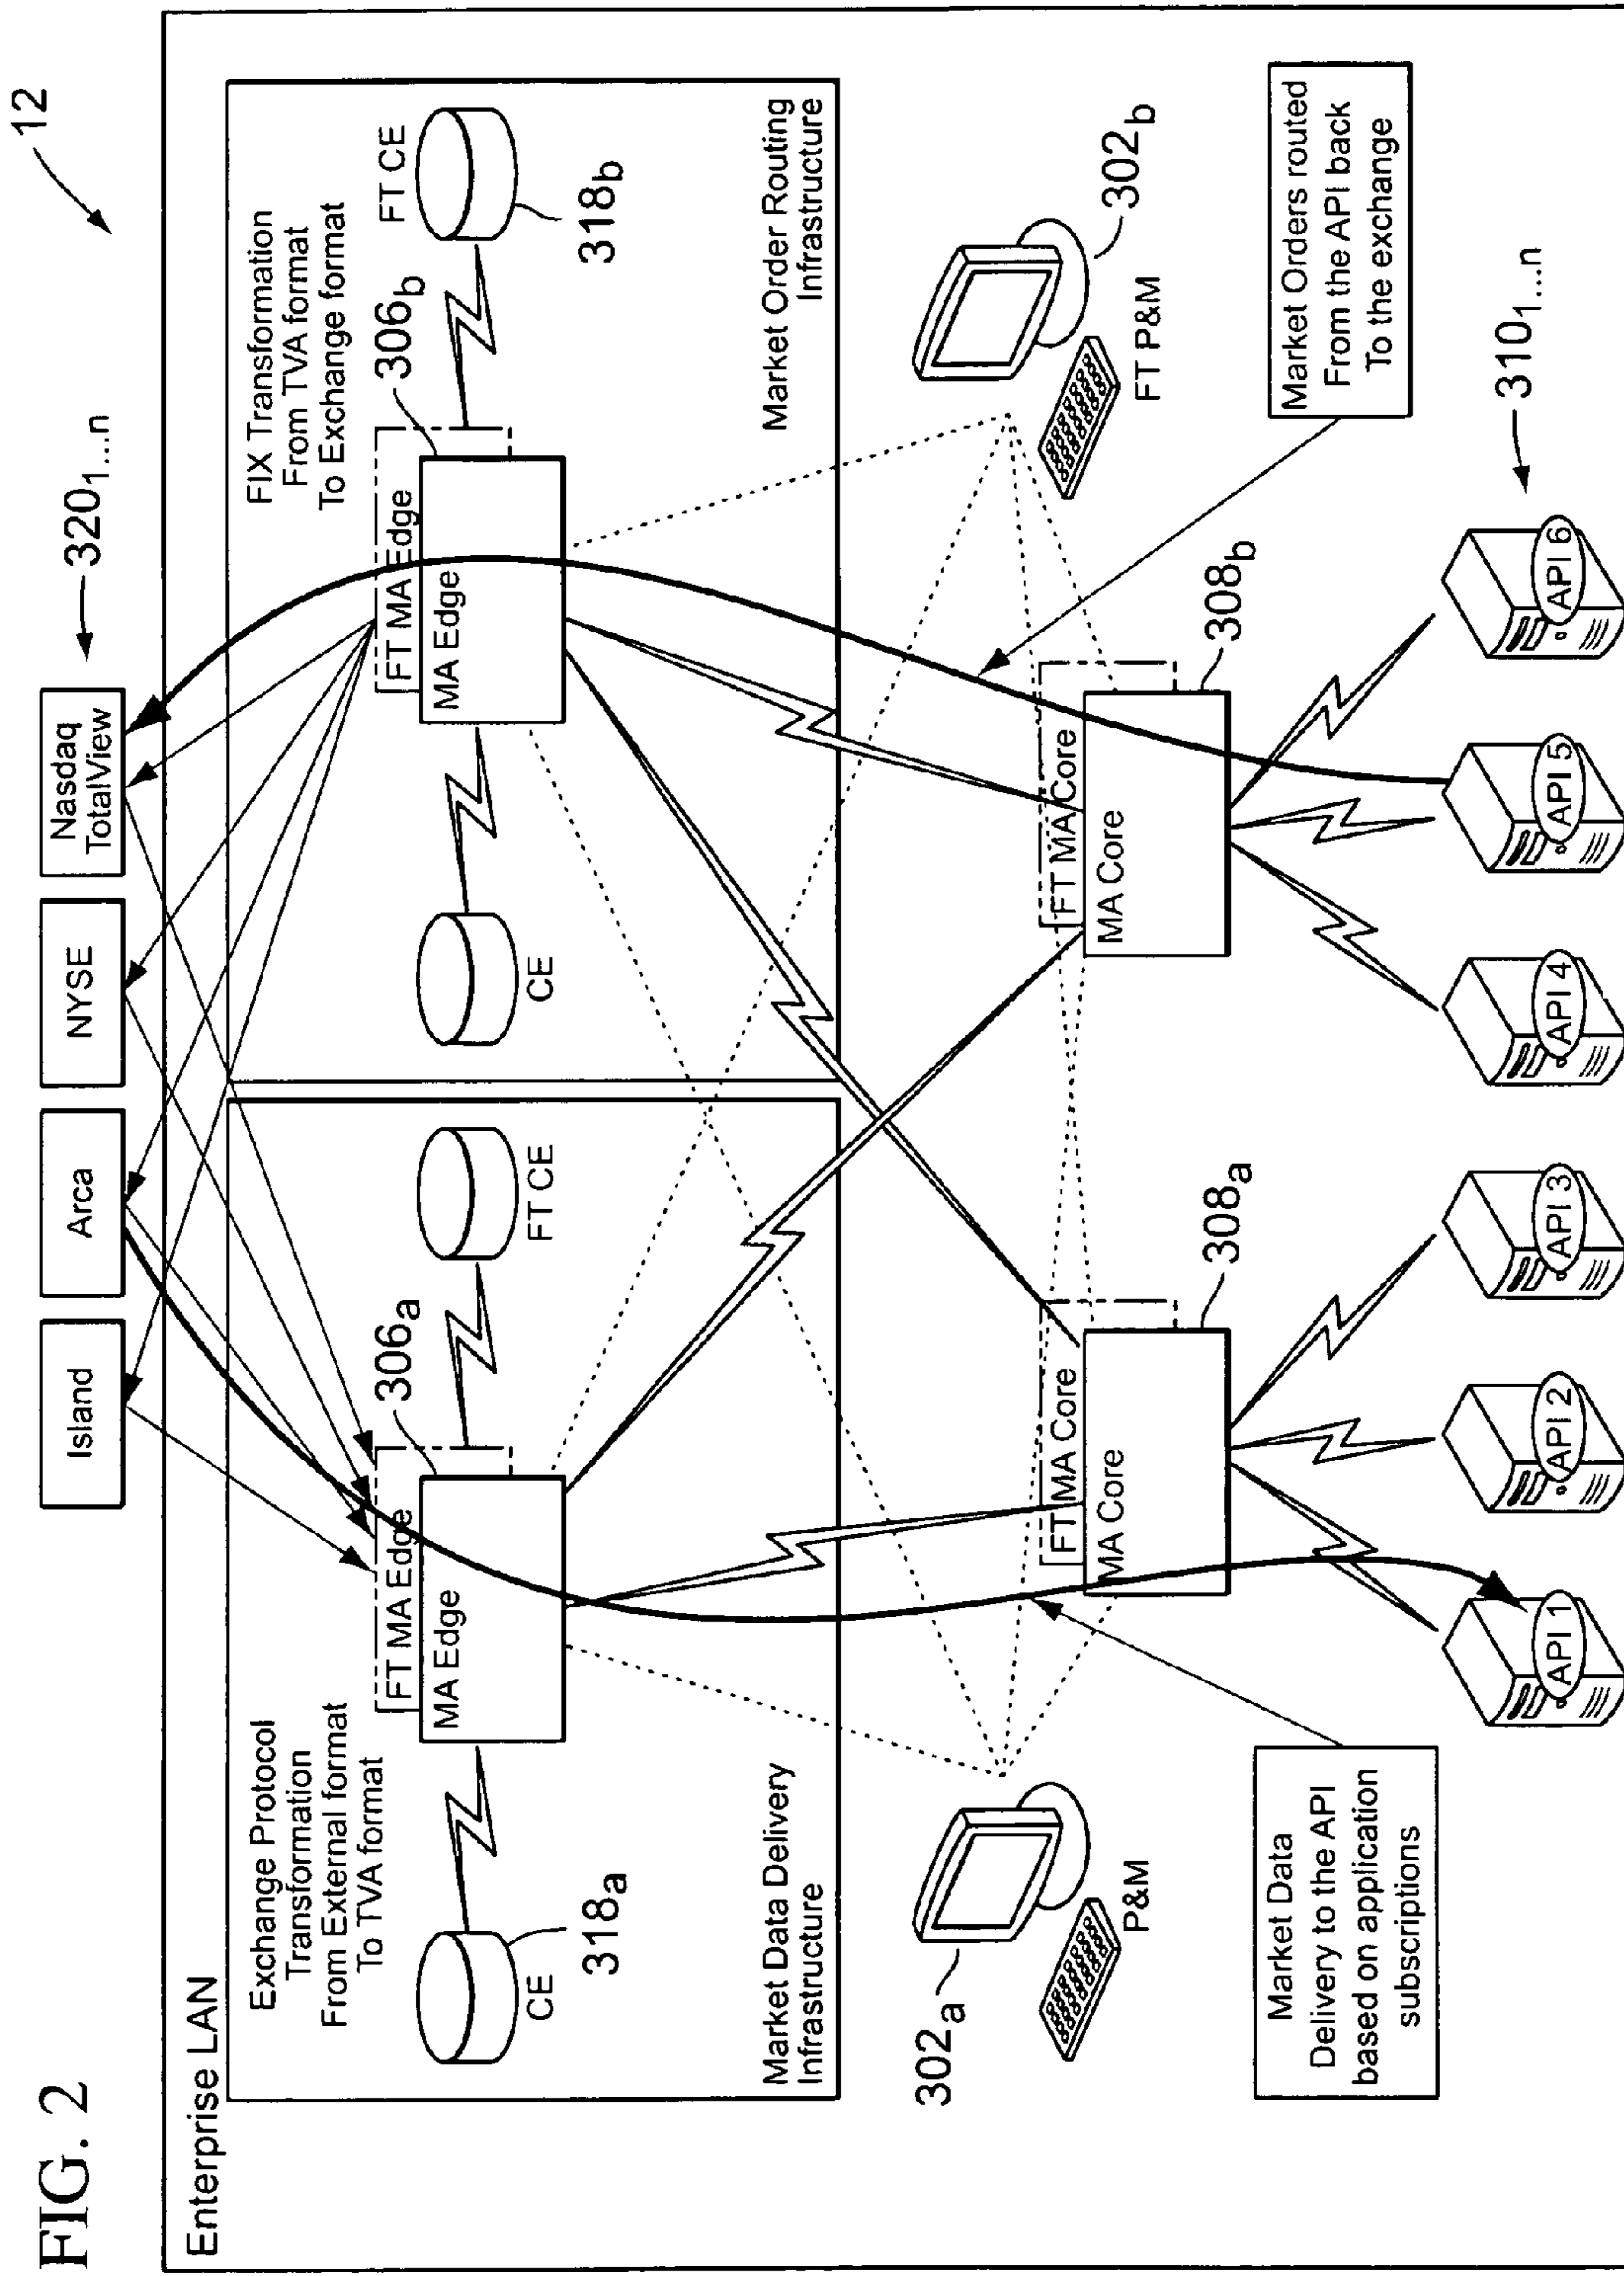 FIG. 2
12
320₁...n
Island
Arca
NYSE
Nasdaq
TotalView
Enterprise LAN
Exchange Protocol
Transformation
From External format
To TVA format
306a
FT MA Edge
MA Edge
CE
318a
FT CE
Market Data Delivery
Infrastructure
FIX Transformation
From TVA format
To Exchange format
306b
FT MA Edge
MA Edge
CE
FT CE
318b
Market Order Routing
Infrastructure
302a
P&M
302b
FT P&M
FT MA Core
MA Core
308a
FT MA Core
MA Core
308b
Market Data
Delivery to the API
based on application
subscriptions
Market Orders routed
From the API back
To the exchange
API 1
API 2
API 3
API 4
API 5
API 6
310₁...n